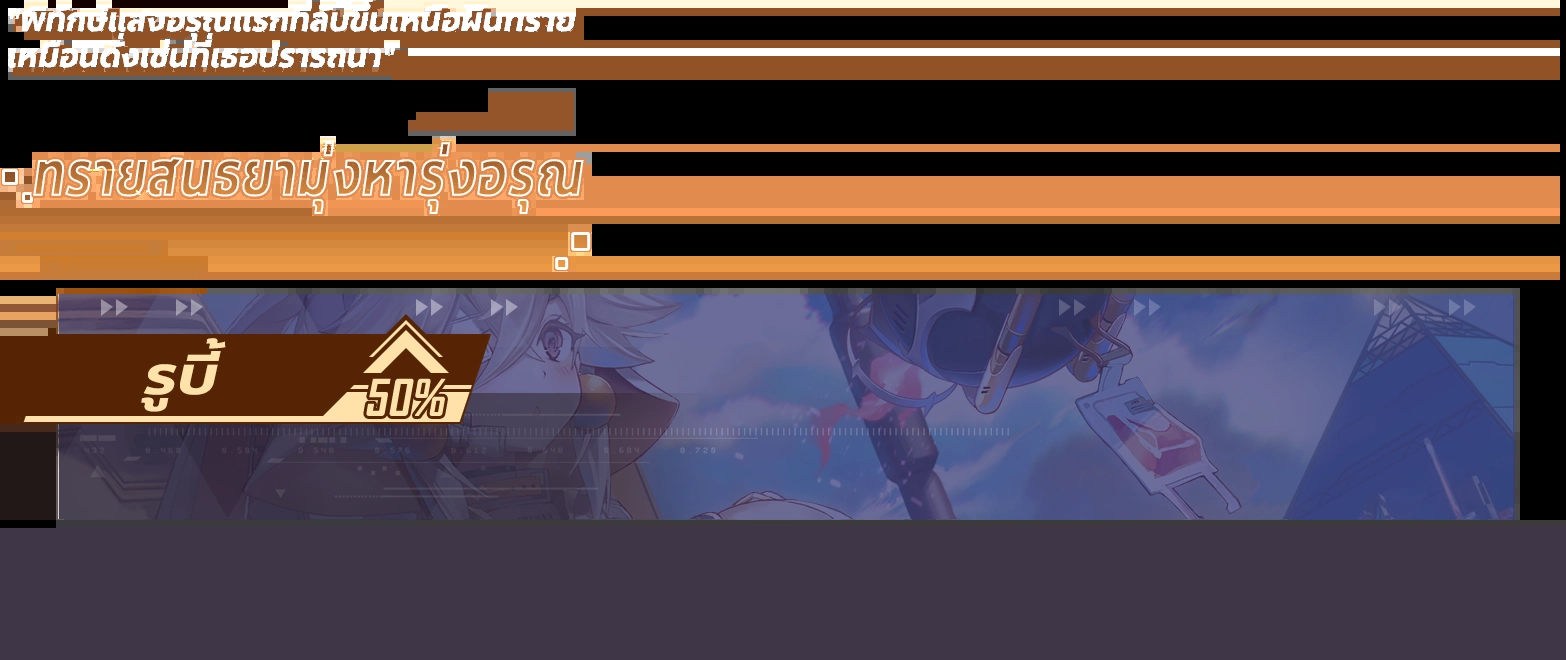 "พิทักษ์แสงอรุณแรกที่ลับขึ้นเหนือผืนทราย
เหมือนดั่งเช่นที่เธอปรารถนา"
ทรายสนธยามุ่งหารุ่งอรุณ
รูบี้
50%